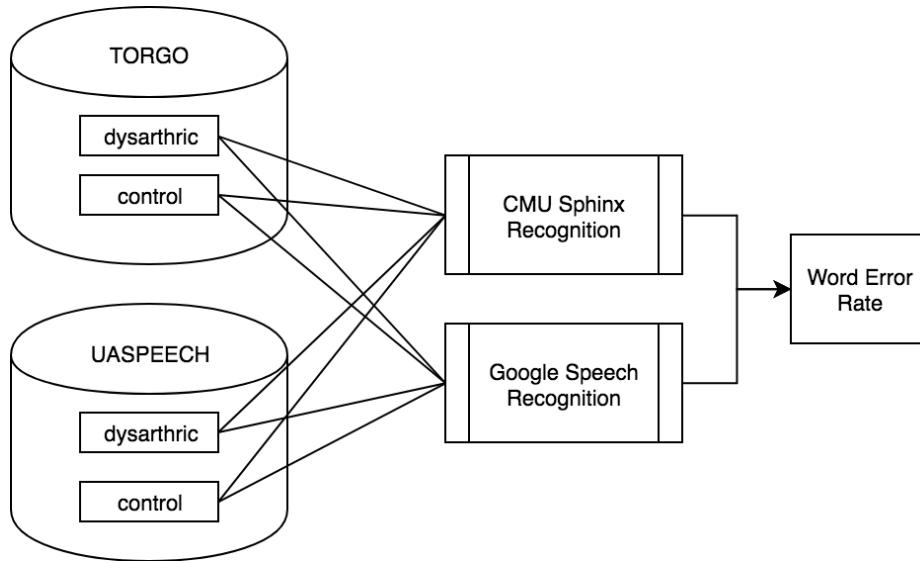 TORGO
dysarthric
control
UASPEECH
dysarthric
control
CMU Sphinx
Recognition
Google Speech
Recognition
Word Error
Rate